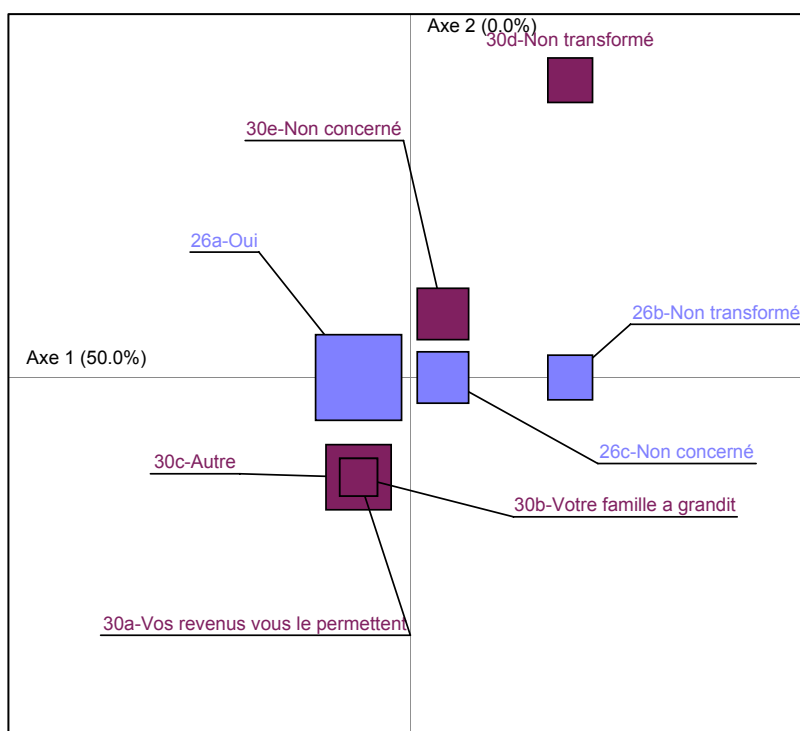 Axe 2 (0.0%)
30d-Non transformé
30e-Non concerné
26a-Oui
26b-Non transformé
Axe 1 (50.0%)
26c-Non concerné
30c-Autre
30b-Votre famille a grandit
30a-Vos revenus vous le permettent